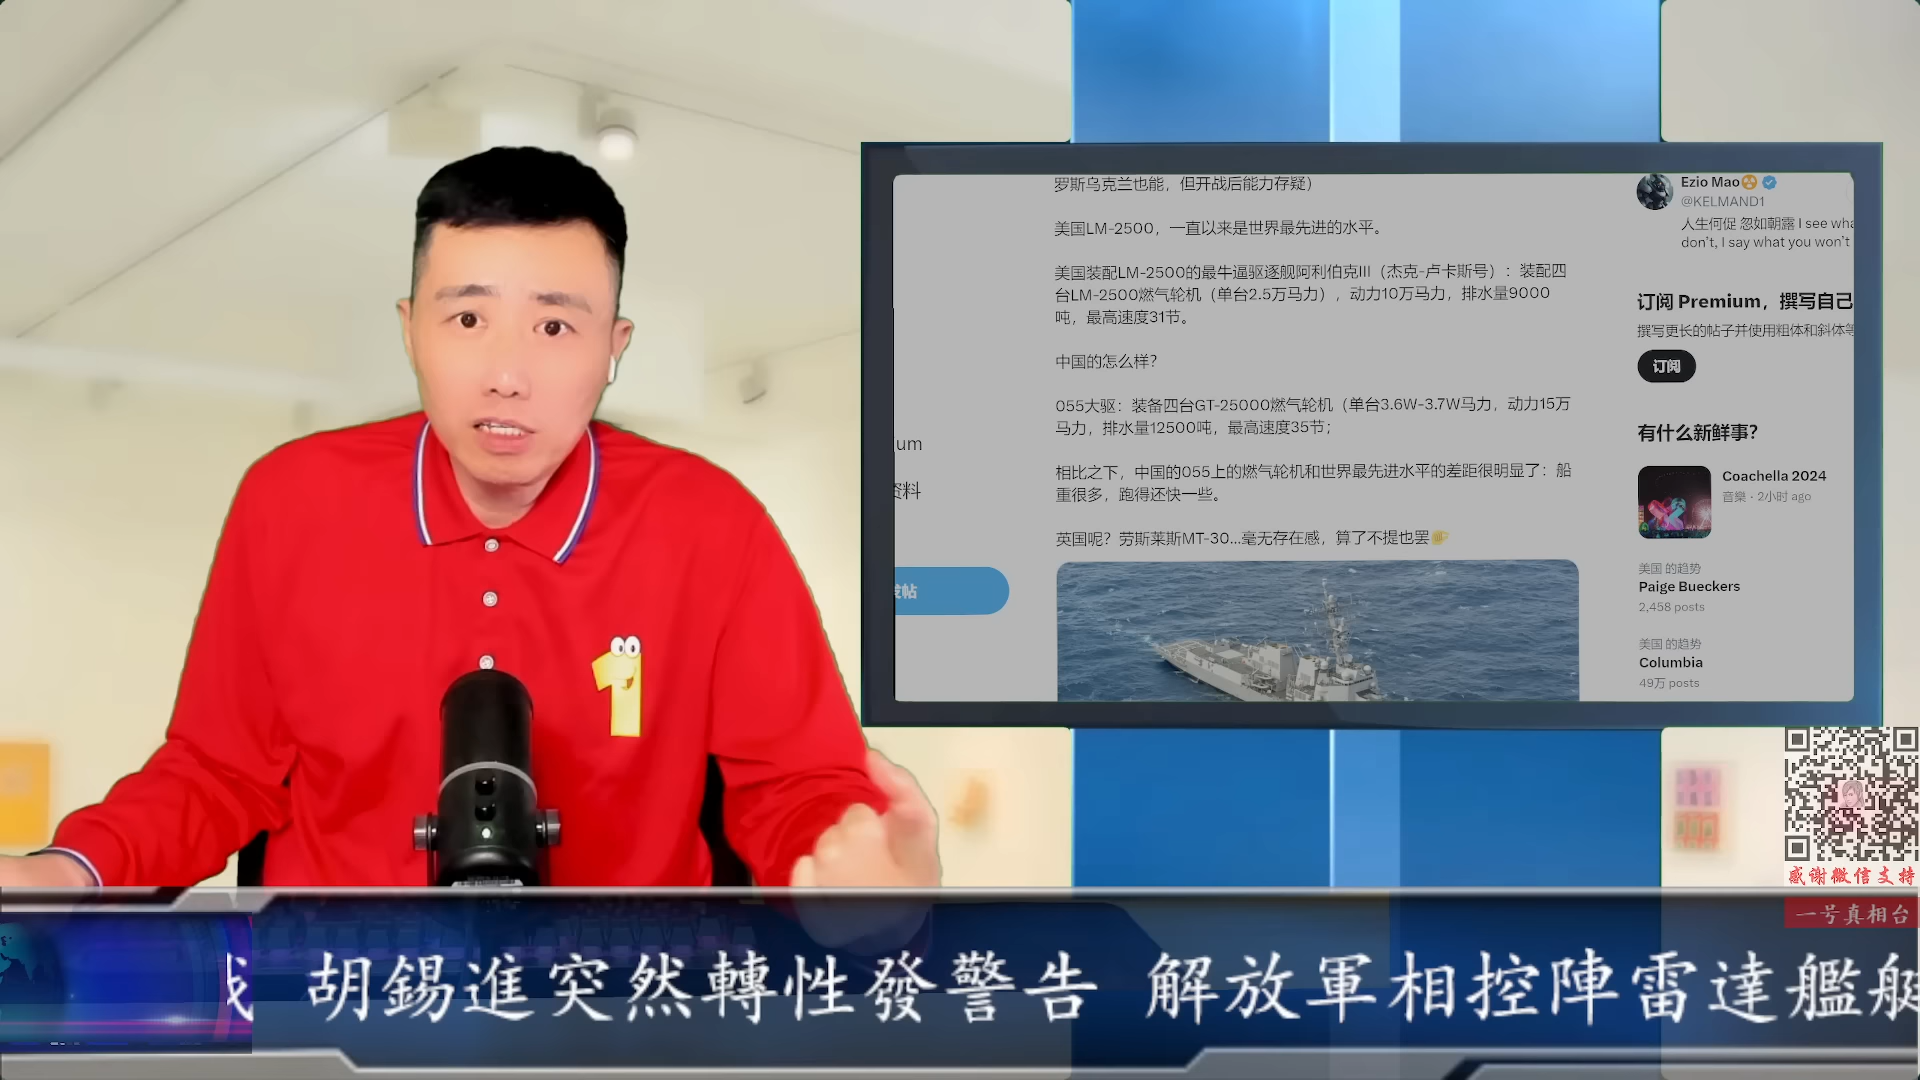 罗斯乌克兰也能，但开战后能力存疑）
美国LM-2500，一直以来是世界最先进的水平。
美国装配LM-2500的最牛逼驱逐舰阿利伯克III（杰克-卢卡斯号）：装配四
台LM-2500燃气轮机（单台2.5万马力），动力10万马力，排水量9000
吨，最高速度31节。
中国的怎么样？
055大驱：装备四台GT-25000燃气轮机（单台3.6W-3.7W马力，动力15万
马力，排水量12500吨，最高速度35节；
相比之下，中国的055上的燃气轮机和世界最先进水平的差距很明显了：船
重很多，跑得还快一些。
英国呢？劳斯莱斯MT-30...毫无存在感，算了不提也罢
um
资料
发帖
Ezio Mao
@KELMAND1
人生何促 忽如朝露 I see wha
don't, I say what you won't
订阅 Premium，撰写自己
撰写更长的帖子并使用粗体和斜体等
订阅
有什么新鲜事？
Coachella 2024
音樂 · 2小时 ago
美国 的趋势
Paige Bueckers
2,458 posts
美国 的趋势
Columbia
49万 posts
感谢微信支持
一号真相台
胡錫進突然轉性發警告 解放軍相控陣雷達艦艇